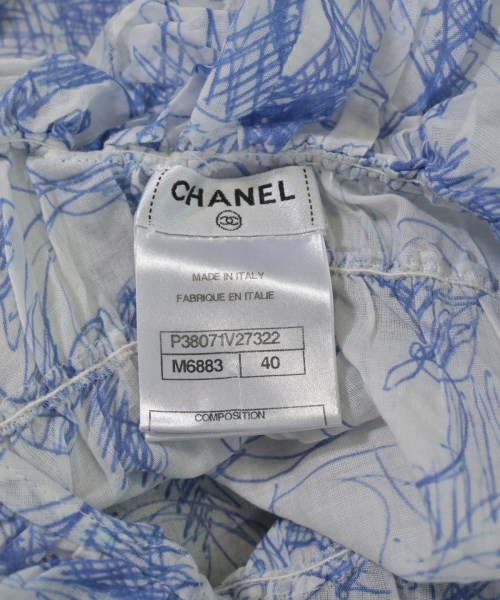 CHANEL
MADE IN ITALY
FABRIQUE EN ITALIE
P38071V27322
M6883 40
COMPOSITION